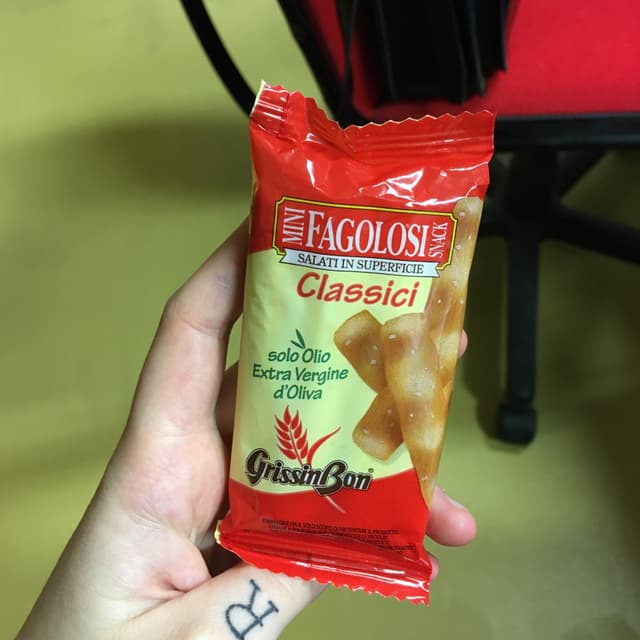 MINI
FAGOLOSI
SNACK
SALATI IN SUPERFICIE
Classici
solo Olio
Extra Vergine
d'Oliva
GrissinBon®
R